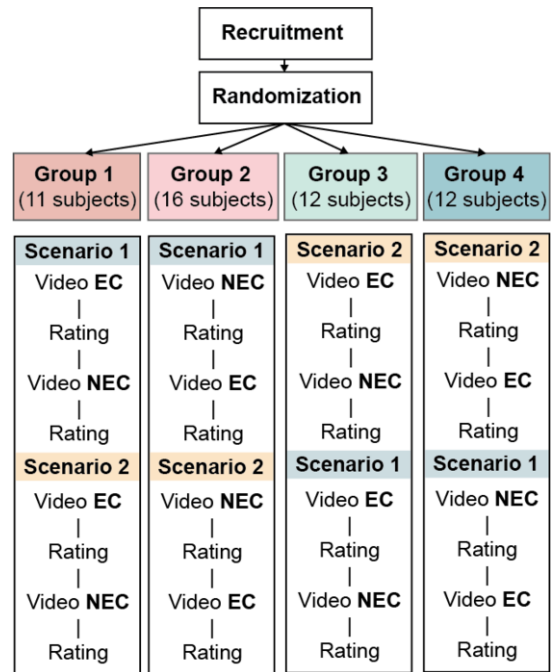 Recruitment
Randomization
Group 1
(11 subjects)
Group 2
(16 subjects)
Group 3
(12 subjects)
Group 4
(12 subjects)
Scenario 1
Video EC
Rating
Video NEC
Rating
Scenario 2
Video EC
Rating
Video NEC
Rating
Scenario 1
Video NEC
Rating
Video EC
Rating
Scenario 2
Video NEC
Rating
Video EC
Rating
Scenario 2
Video EC
Rating
Video NEC
Rating
Scenario 1
Video EC
Rating
Video NEC
Rating
Scenario 2
Video NEC
Rating
Video EC
Rating
Scenario 1
Video NEC
Rating
Video EC
Rating